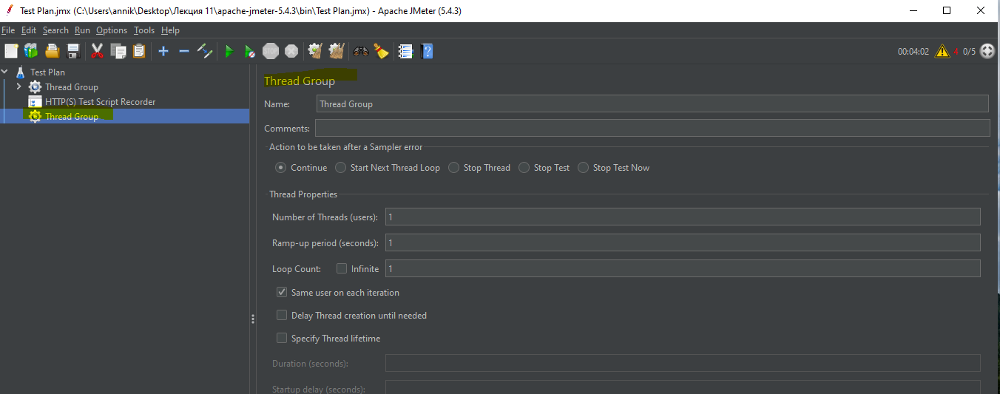 Test Plan.jmx (C:\Users\annik\Desktop\Лекция 11\apache-jmeter-5.4.3\bin\Test Plan.jmx) - Apache JMeter (5.4.3)
File Edit Search Run Options Tools Help
STOP 00:04:02 4 0/5
Test Plan
Thread Group
HTTP(S) Test Script Recorder
Thread Group
Thread Group
Name: Thread Group
Comments:
Action to be taken after a Sampler error
Continue Start Next Thread Loop Stop Thread Stop Test Stop Test Now
Thread Properties
Number of Threads (users): 1
Ramp-up period (seconds): 1
Loop Count: Infinite 1
Same user on each iteration
Delay Thread creation until needed
Specify Thread lifetime
Duration (seconds):
Startup delay (seconds):